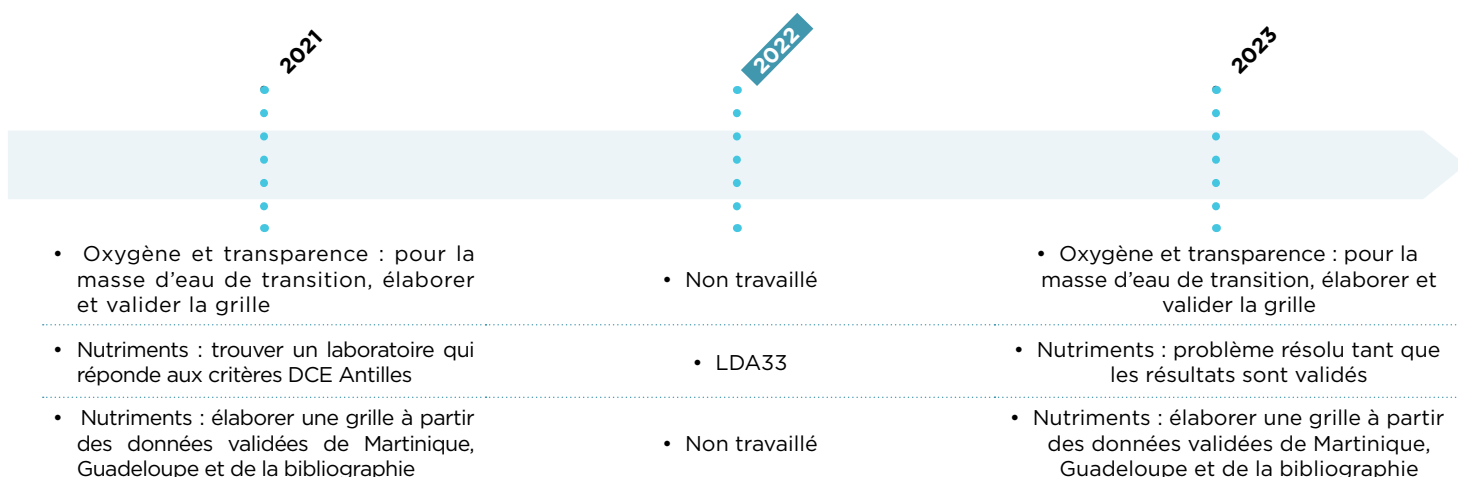 2021
2022
2023
• Oxygène et transparence : pour la
masse d'eau de transition, élaborer
et valider la grille
• Non travaillé
• Oxygène et transparence : pour la
masse d'eau de transition, élaborer et
valider la grille
• Nutriments : trouver un laboratoire qui
réponde aux critères DCE Antilles
• LDA33
• Nutriments : problème résolu tant que
les résultats sont validés
• Nutriments : élaborer une grille à partir
des données validées de Martinique,
Guadeloupe et de la bibliographie
• Non travaillé
• Nutriments : élaborer une grille à partir
des données validées de Martinique,
Guadeloupe et de la bibliographie